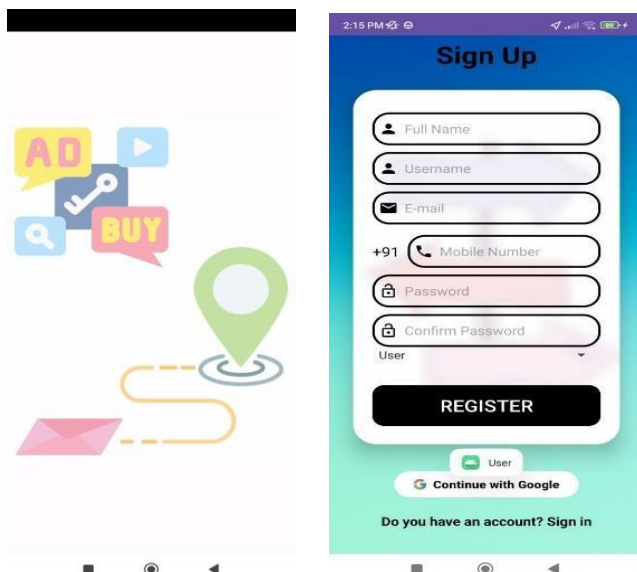 AD
BUY
2:15 PM
Sign Up
Full Name
Username
E-mail
+91 Mobile Number
Password
Confirm Password
User
REGISTER
User
G Continue with Google
Do you have an account? Sign in